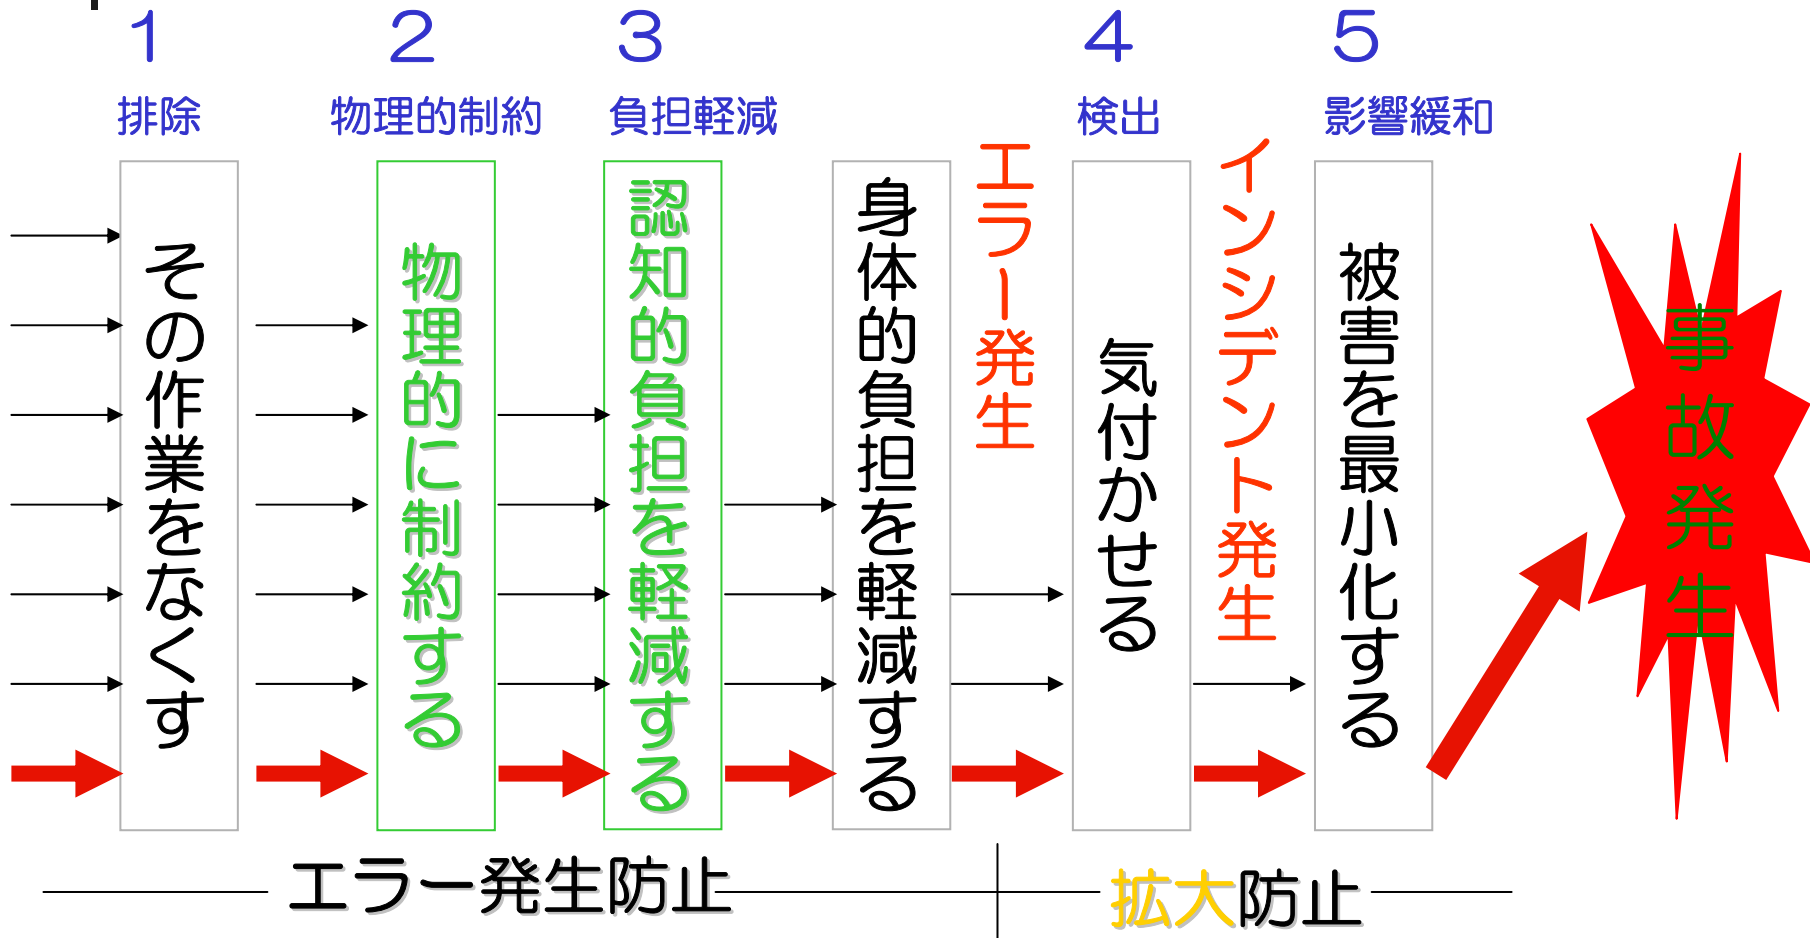 1
2
3
4
5
排除
物理的制約
負担軽減
検出
影響緩和
その作業をなくす
物理的に制約する
認知的負担を軽減する
身体的負担を軽減する
エラー発生
気付かせる
インシデント発生
被害を最小化する
事故発生
エラー発生防止
拡大防止